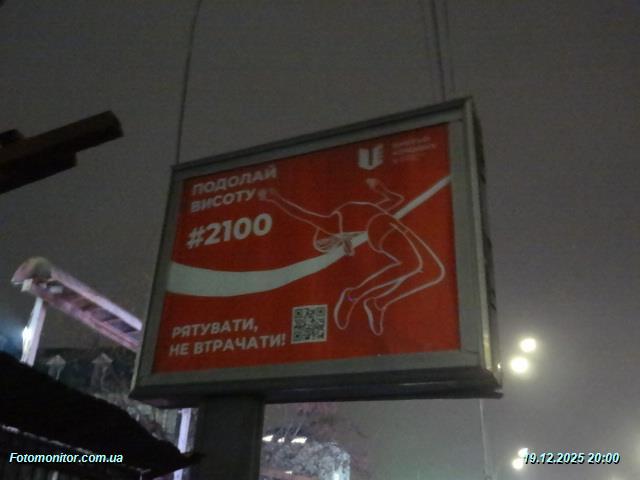 ПОДОЛАЙ
ВИСОТУ
#2100
РЯТУВАТИ,
НЕ ВТРАЧАТИ!
Fotomonitor.com.ua
19.12.2025 20:00